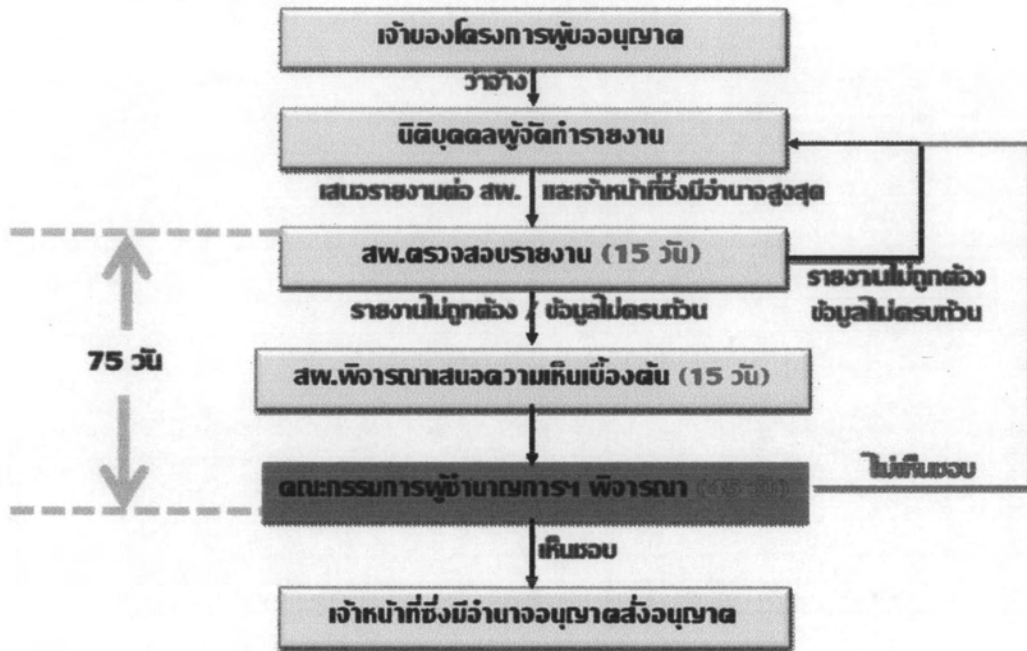 เจ้าของโครงการผู้ขออนุญาต
ว่าจ้าง
นิติบุคคลผู้จัดทำรายงาน
เสนอรายงานต่อ สผ. และเจ้าหน้าที่ซึ่งมีอำนาจสูงสุด
สผ.ตรวจสอบรายงาน (15 วัน)
รายงานไม่ถูกต้อง
ข้อมูลไม่ครบถ้วน
รายงานไม่ถูกต้อง / ข้อมูลไม่ครบถ้วน
75 วัน
สผ.พิจารณาเสนอความเห็นเบื้องต้น (15 วัน)
คณะกรรมการผู้ชำนาญการฯ พิจารณา (45 วัน)
ไม่เห็นชอบ
เห็นชอบ
เจ้าหน้าที่ซึ่งมีอำนาจอนุญาตสั่งอนุญาต